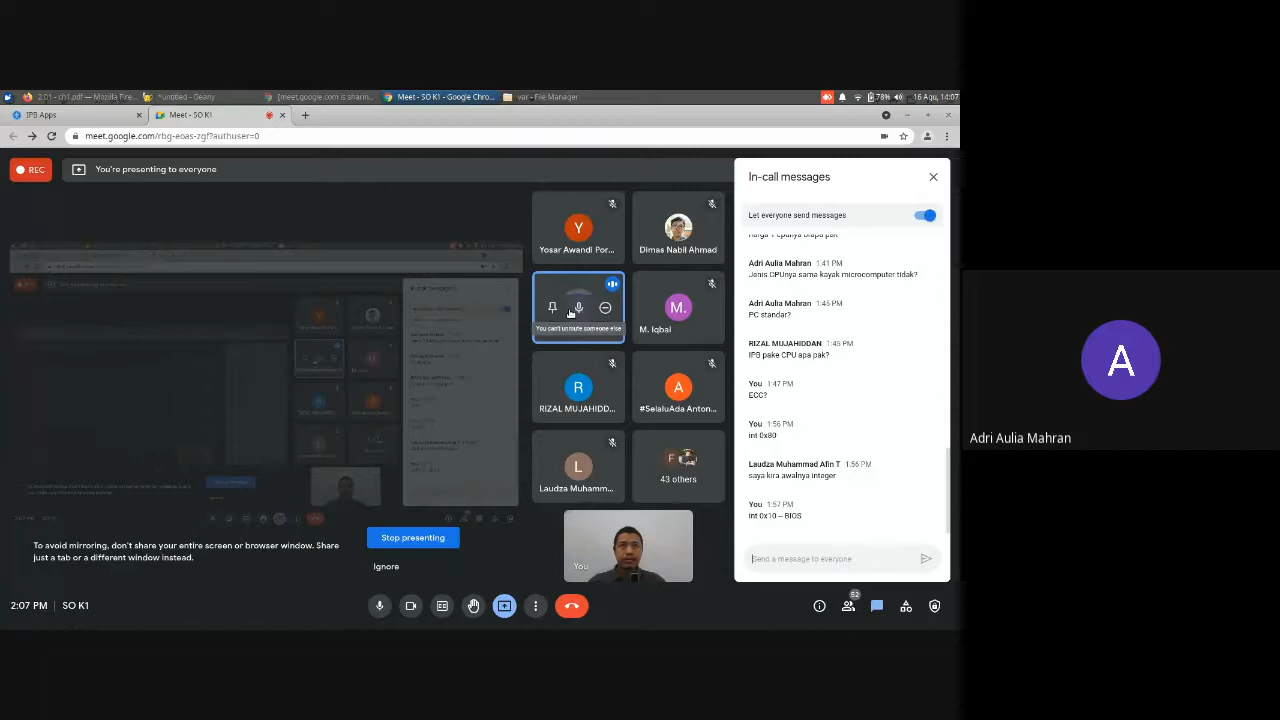 2.01 - ch1.pdf — Mozilla Fire...
*untitled - Geany
[meet.google.com is sharin...
Meet - SO K1 - Google Chro...
var - File Manager
78%
16 Agu, 14:07
IPB Apps
Meet - SO K1
meet.google.com/rbg-eoas-zgf?authuser=0
REC
You're presenting to everyone
Yosar Awandi Por...
Dimas Nabil Ahmad
You can't unmute someone else
M.
M. Iqbal
R
RIZAL MUJAHIDD...
A
#SelaluAda Anton...
L
Laudza Muhamm...
F
43 others
You
To avoid mirroring, don't share your entire screen or browser window. Share
just a tab or a different window instead.
Stop presenting
Ignore
2:07 PM | SO K1
52
In-call messages
Let everyone send messages
Adri Aulia Mahran 1:41 PM
Jenis CPUnya sama kayak microcomputer tidak?
Adri Aulia Mahran 1:45 PM
PC standar?
RIZAL MUJAHIDDAN 1:45 PM
IPB pake CPU apa pak?
You 1:47 PM
ECC?
You 1:56 PM
int 0x80
Laudza Muhammad Afin T 1:56 PM
saya kira awalnya integer
You 1:57 PM
int 0x10 -- BIOS
Send a message to everyone
A
Adri Aulia Mahran